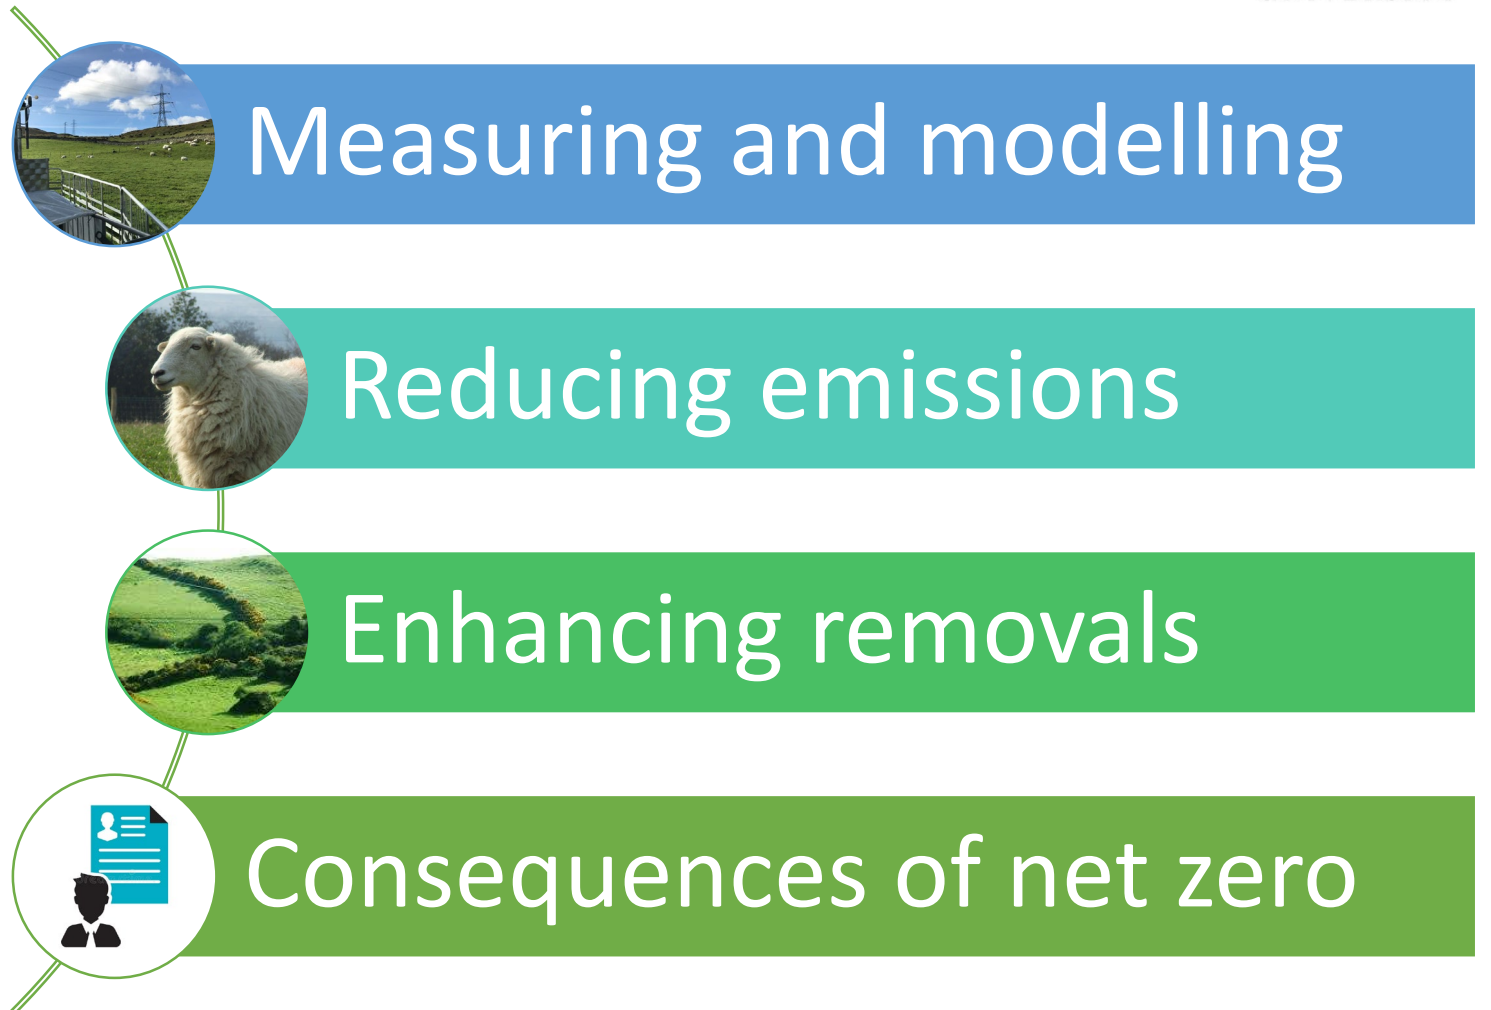 Measuring and modelling
Reducing emissions
Enhancing removals
Consequences of net zero